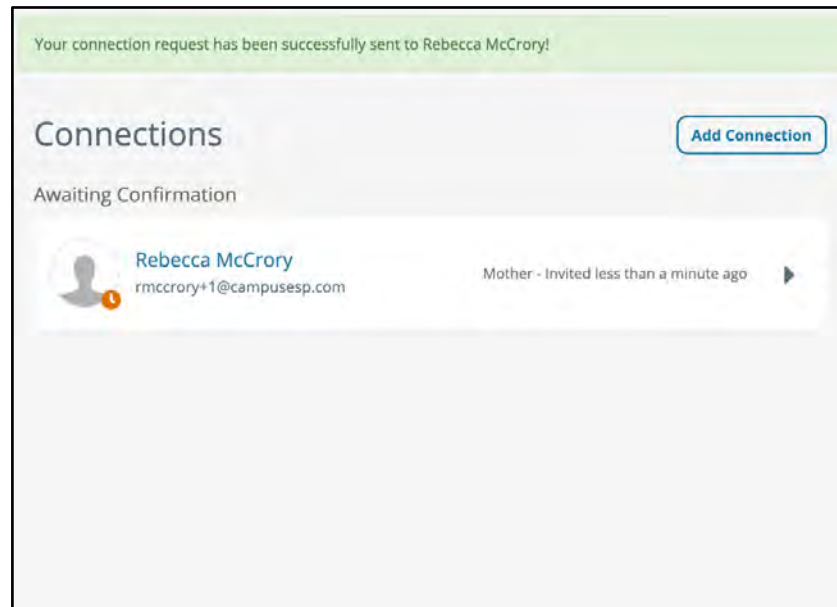 Your connection request has been successfully sent to Rebecca McCrory!
Connections
Add Connection
Awaiting Confirmation
Rebecca McCrory
rmccrory+1@campusesp.com
Mother - Invited less than a minute ago